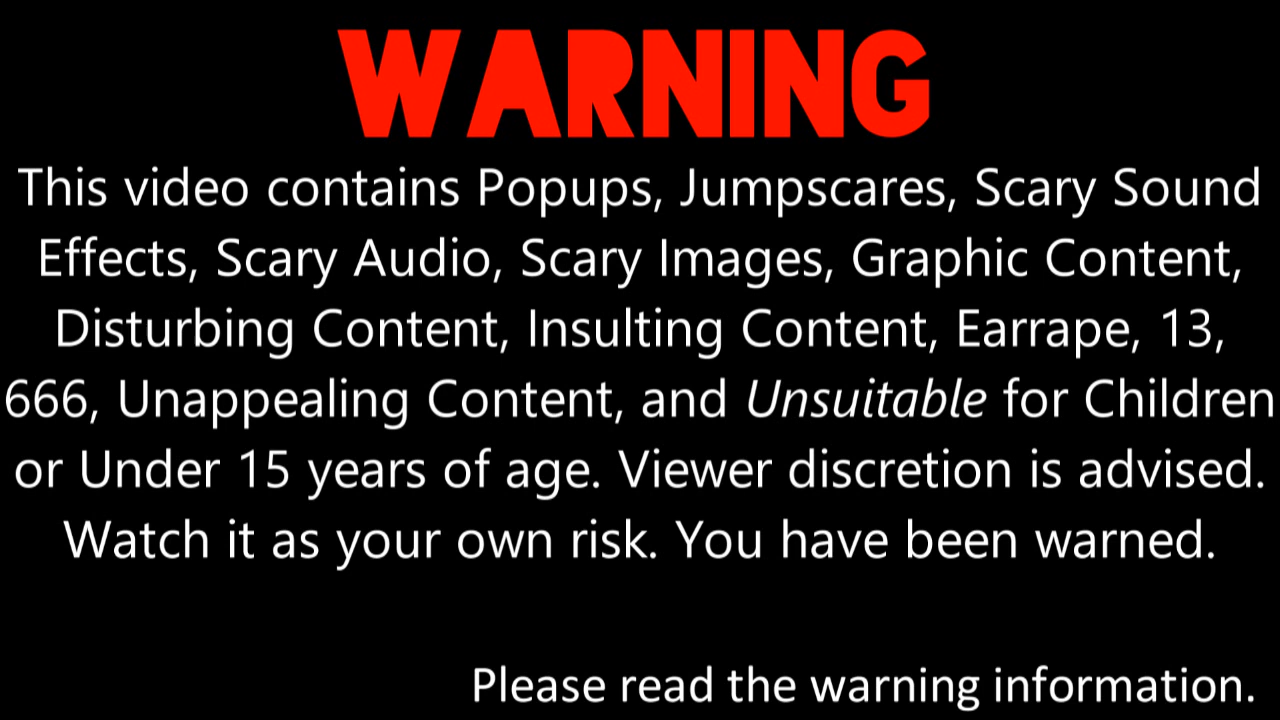 WARNING
This video contains Popups, Jumpscares, Scary Sound
Effects, Scary Audio, Scary Images, Graphic Content,
Disturbing Content, Insulting Content, Earrape, 13,
666, Unappealing Content, and Unsuitable for Children
or Under 15 years of age. Viewer discretion is advised.
Watch it as your own risk. You have been warned.
Please read the warning information.